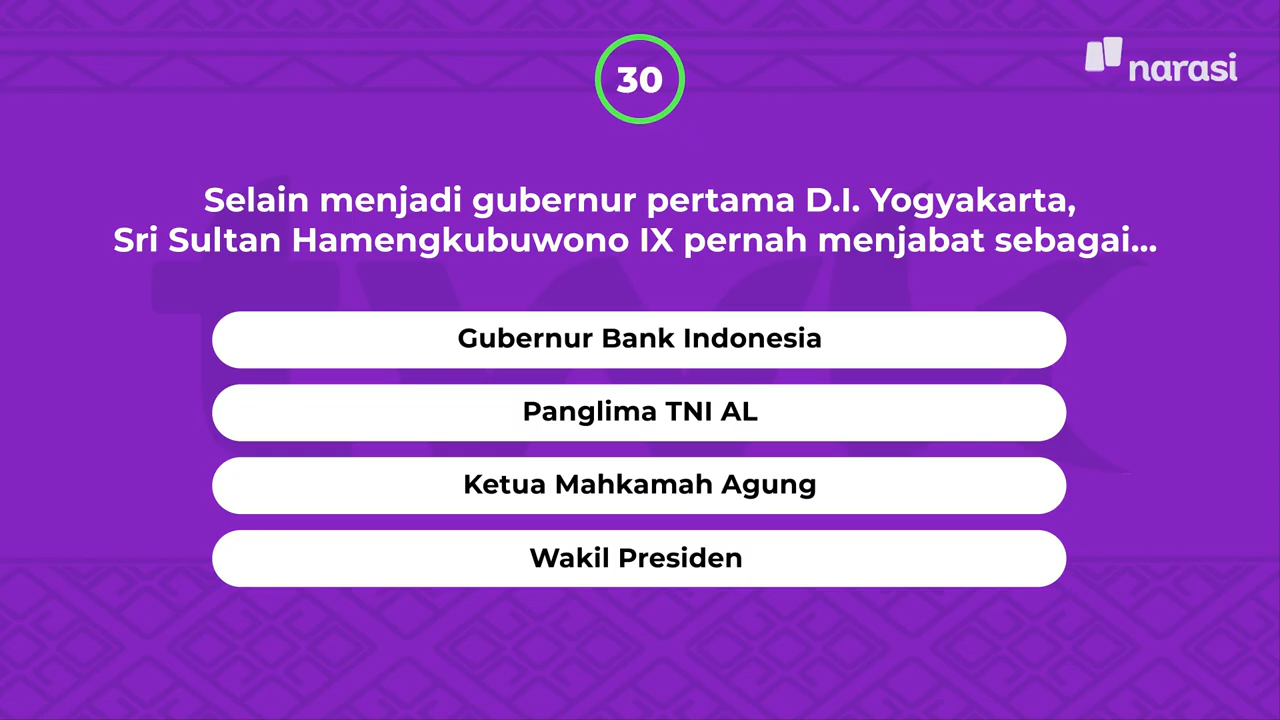 30
narasi
Selain menjadi gubernur pertama D.I. Yogyakarta,
Sri Sultan Hamengkubuwono IX pernah menjabat sebagai...
Gubernur Bank Indonesia
Panglima TNI AL
Ketua Mahkamah Agung
Wakil Presiden
twk